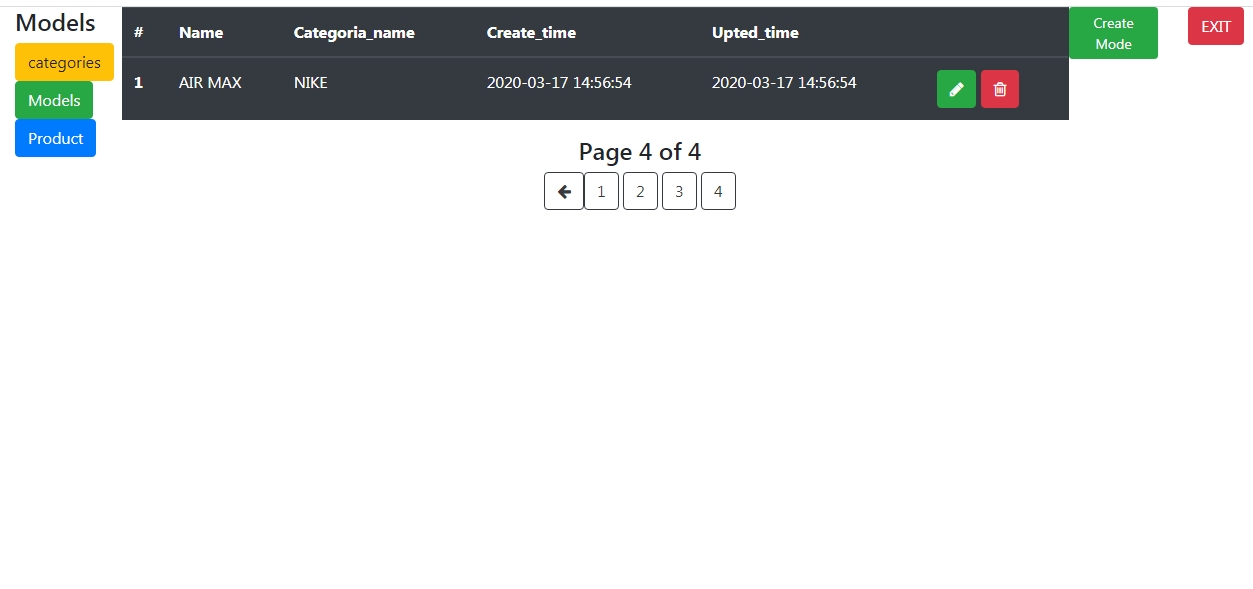 Models
categories
Models
Product
# Name Categoria_name Create_time Upted_time
1 AIR MAX NIKE 2020-03-17 14:56:54 2020-03-17 14:56:54
Create
Mode
EXIT
Page 4 of 4
1 2 3 4